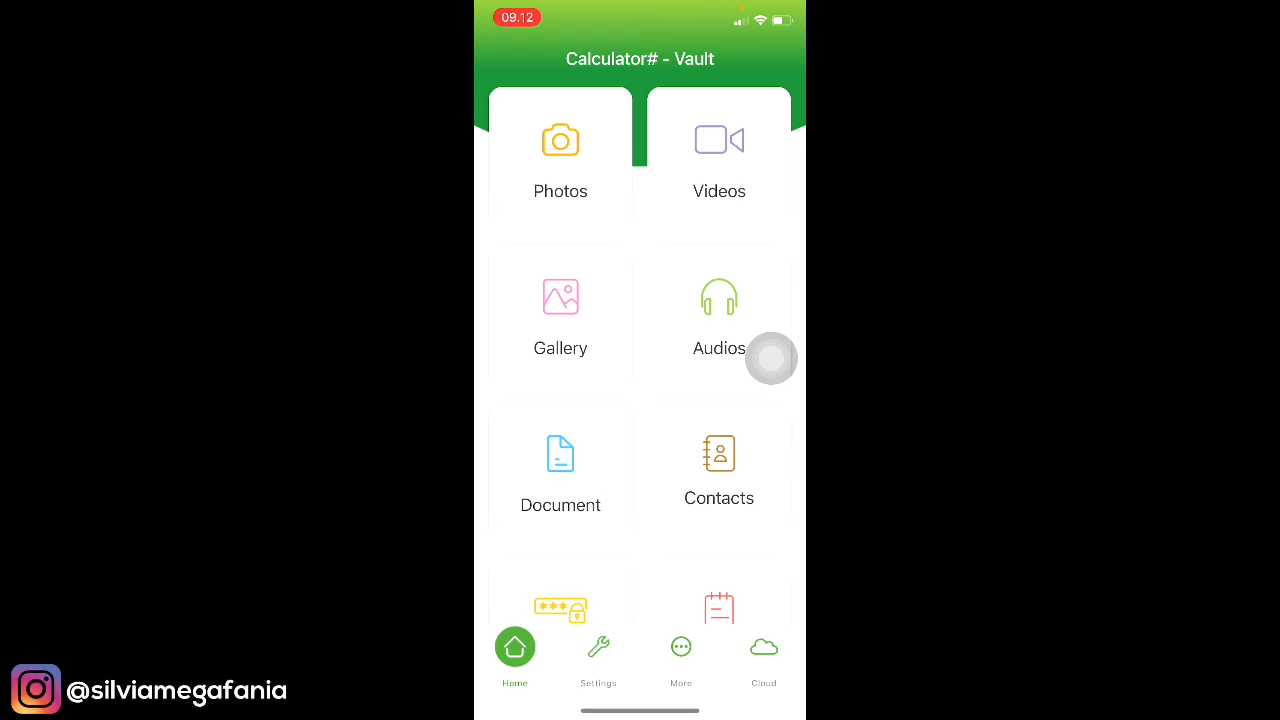 09.12
Calculator# - Vault
Photos
Videos
Gallery
Audios
Document
Contacts
***
Home
Settings
More
Cloud
@silviamegafania